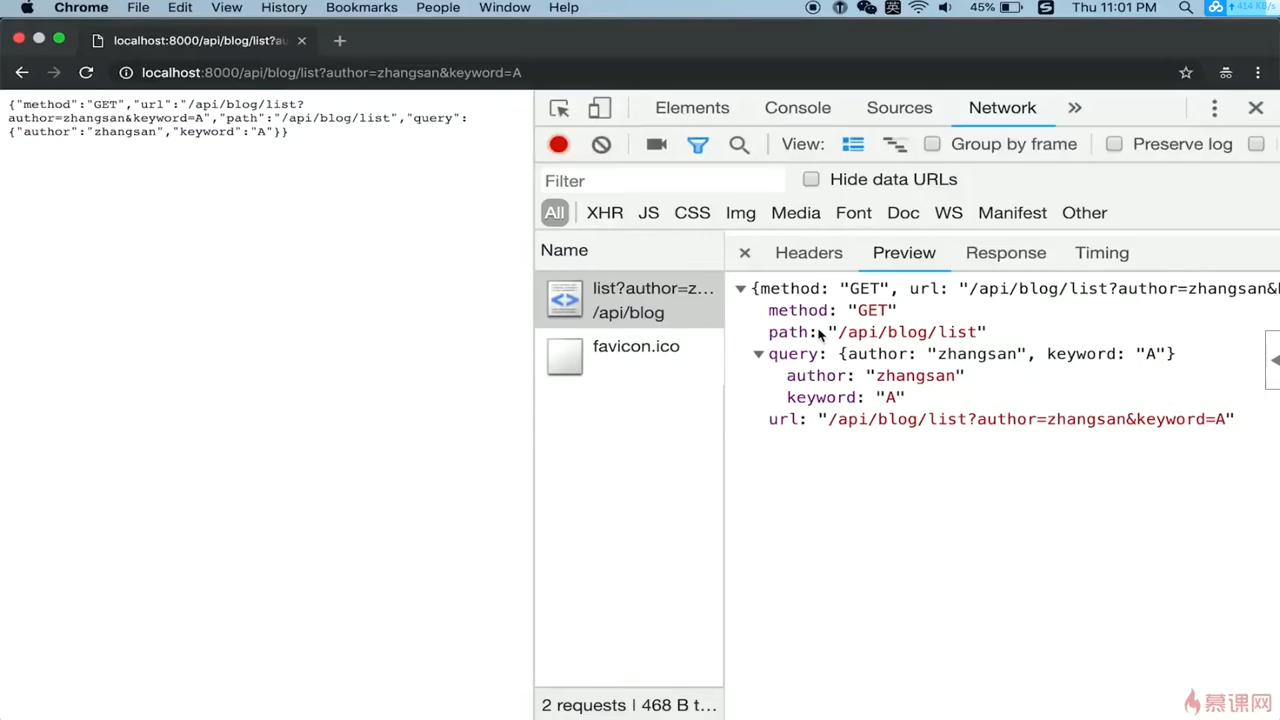 Chrome File Edit View History Bookmarks People Window Help 英 45% Thu 11:01 PM 414 KB/s
localhost:8000/api/blog/list?au
localhost:8000/api/blog/list?author=zhangsan&keyword=A
{"method":"GET","url":"/api/blog/list?
author=zhangsan&keyword=A","path":"/api/blog/list","query":
{"author":"zhangsan","keyword":"A"}}
Elements Console Sources Network
View: Group by frame Preserve log
Filter Hide data URLs
All XHR JS CSS Img Media Font Doc WS Manifest Other
Name
list?author=z…
/api/blog
favicon.ico
2 requests | 468 B t…
Headers Preview Response Timing
{method: "GET", url: "/api/blog/list?author=zhangsan&
method: "GET"
path: "/api/blog/list"
query: {author: "zhangsan", keyword: "A"}
author: "zhangsan"
keyword: "A"
url: "/api/blog/list?author=zhangsan&keyword=A"
慕课网